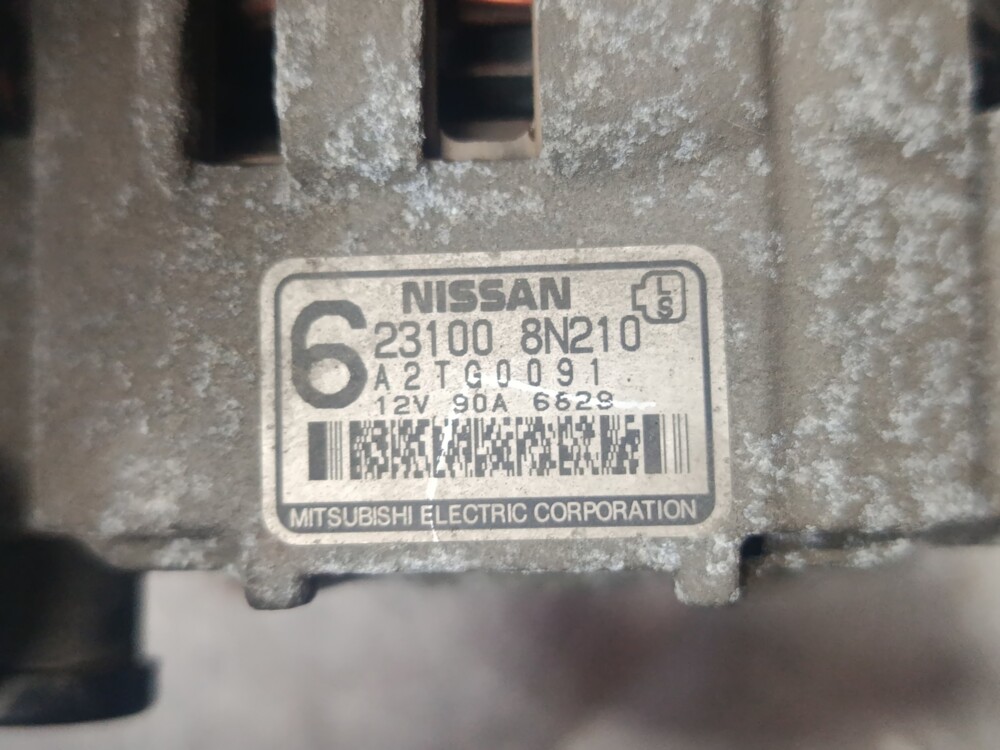 NISSAN
L
S
6
23100 8N210
A2TG0091
12V 90A 6829
MITSUBISHI ELECTRIC CORPORATION